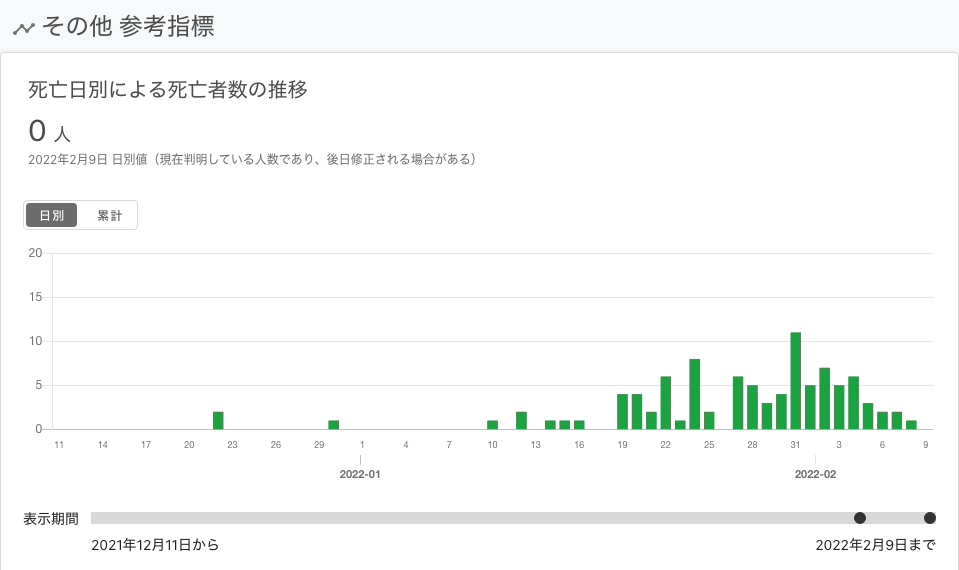 その他 参考指標
死亡日別による死亡者数の推移
0 人
2022年2月9日 日別値（現在判明している人数であり、後日修正される場合がある）
日別 累計
20
15
10
5
0
11 14 17 20 23 26 29 1 4 7 10 13 16 19 22 25 28 31 3 6 9
2022-01 2022-02
表示期間
2021年12月11日から 2022年2月9日まで